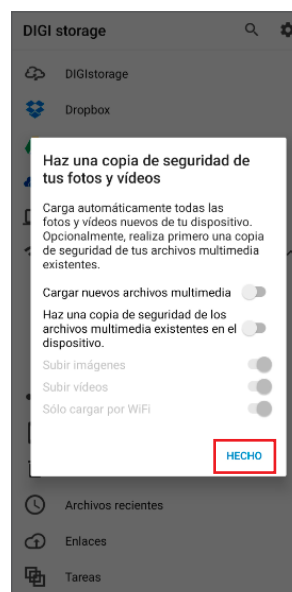 DIGI storage
DIGIstorage
Dropbox
Haz una copia de seguridad de
tus fotos y vídeos
Carga automáticamente todas las
fotos y vídeos nuevos de tu dispositivo.
Opcionalmente, realiza primero una copia
de seguridad de tus archivos multimedia
existentes.
Cargar nuevos archivos multimedia
Haz una copia de seguridad de los
archivos multimedia existentes en el
dispositivo.
Subir imágenes
Subir vídeos
Sólo cargar por WiFi
HECHO
Archivos recientes
Enlaces
Tareas